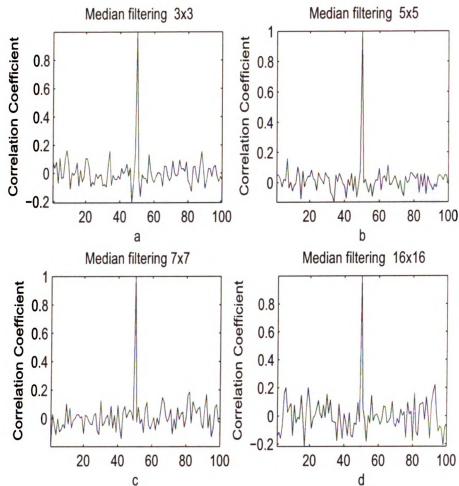 Median filtering 3x3
Correlation Coefficient
0.8
0.6
0.4
0.2
0
−0.2
20 40 60 80 100
a
Median filtering 5x5
Correlation Coefficient
1
0.8
0.6
0.4
0.2
0
20 40 60 80 100
b
Median filtering 7x7
Correlation Coefficient
1
0.8
0.6
0.4
0.2
0
20 40 60 80 100
c
Median filtering 16x16
Correlation Coefficient
0.8
0.6
0.4
0.2
0
−0.2
20 40 60 80 100
d